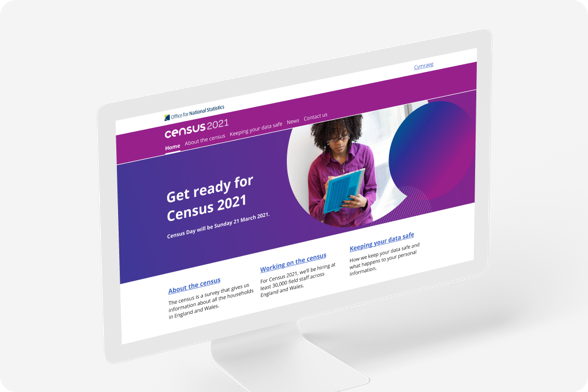 Cymraeg
Office for National Statistics
census 2021
Home About the census Keeping your data safe News Contact us
Get ready for
Census 2021
Census Day will be Sunday 21 March 2021.
About the census
The census is a survey that gives us
information about all the households
in England and Wales.
Working on the census
For Census 2021, we'll be hiring at
least 30,000 field staff across
England and Wales.
Keeping your data safe
How we keep your data safe and
what happens to your personal
information.